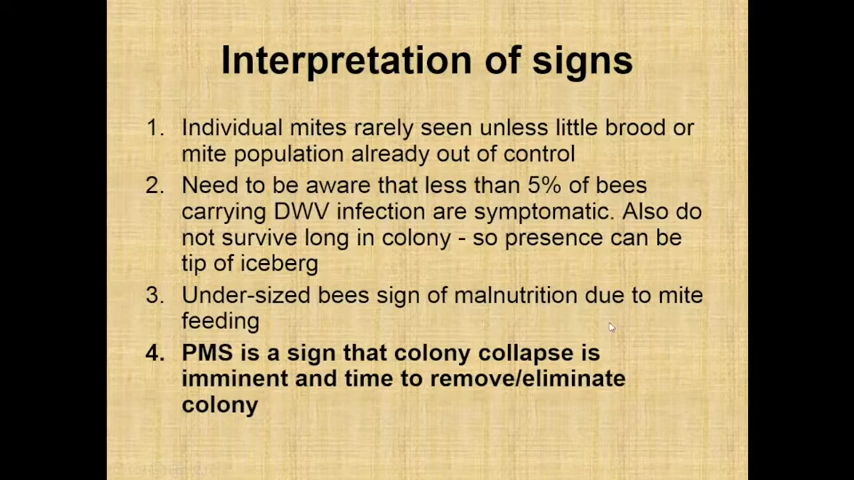 Interpretation of signs
1. Individual mites rarely seen unless little brood or
mite population already out of control
2. Need to be aware that less than 5% of bees
carrying DWV infection are symptomatic. Also do
not survive long in colony - so presence can be
tip of iceberg
3. Under-sized bees sign of malnutrition due to mite
feeding
4. PMS is a sign that colony collapse is
imminent and time to remove/eliminate
colony